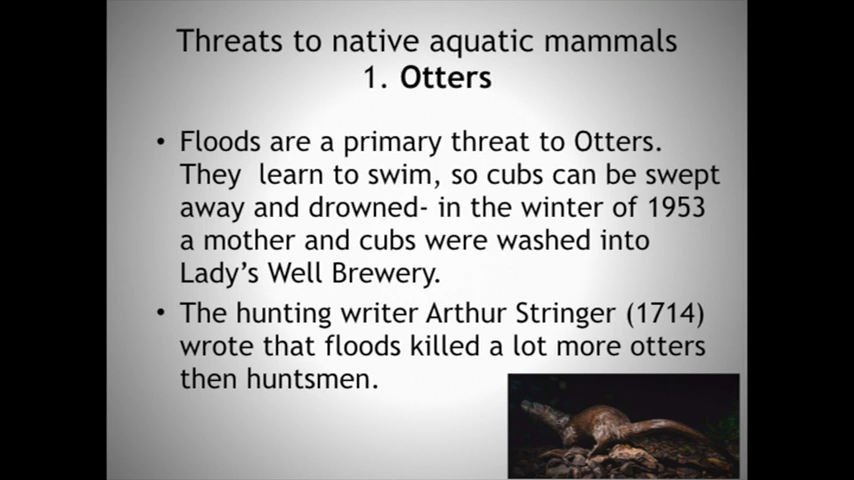 Threats to native aquatic mammals
1. Otters
• Floods are a primary threat to Otters.
They  learn to swim, so cubs can be swept
away and drowned- in the winter of 1953
a mother and cubs were washed into
Lady’s Well Brewery.
• The hunting writer Arthur Stringer (1714)
wrote that floods killed a lot more otters
then huntsmen.